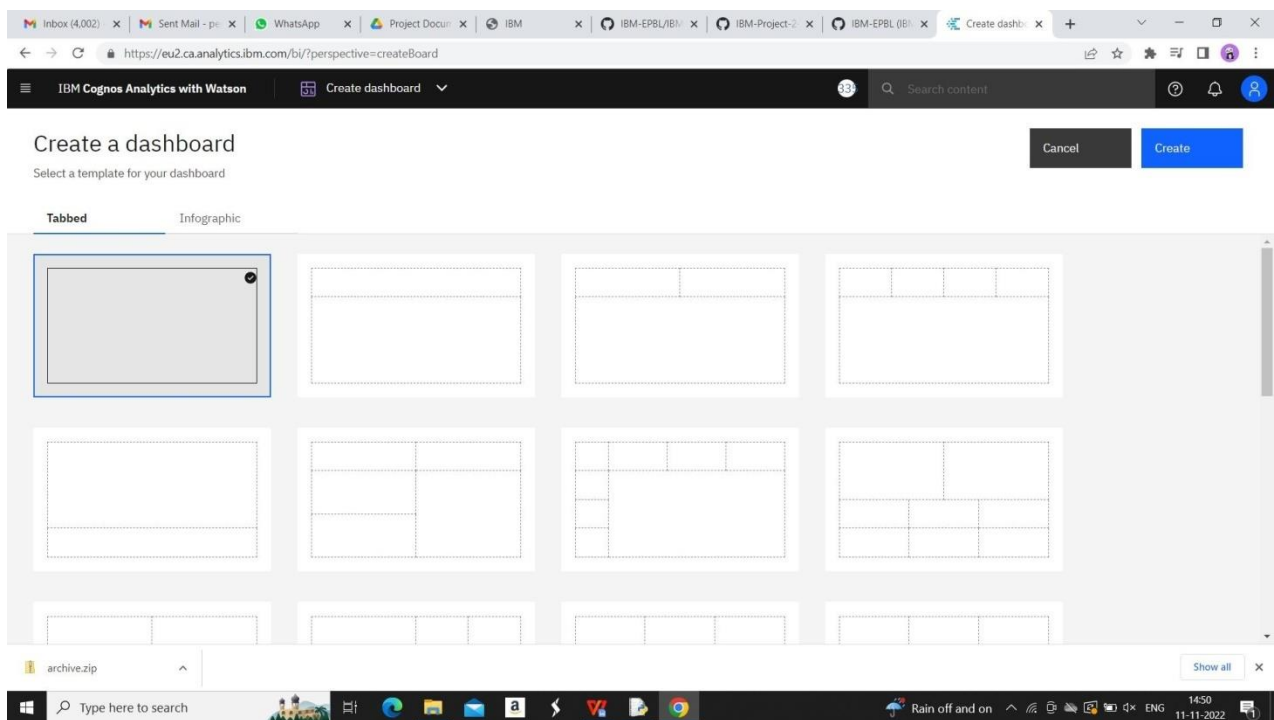 Inbox (4,002)
Sent Mail - pe
WhatsApp
Project Docum
IBM
IBM-EPBL/IBM
IBM-Project-2
IBM-EPBL (IBM
Create dashb
https://eu2.ca.analytics.ibm.com/bi/?perspective=createBoard
IBM Cognos Analytics with Watson
Create dashboard
Search content
Create a dashboard
Cancel
Create
Select a template for your dashboard
Tabbed
Infographic
archive.zip
Show all
Type here to search
Rain off and on
ENG
14:50
11-11-2022